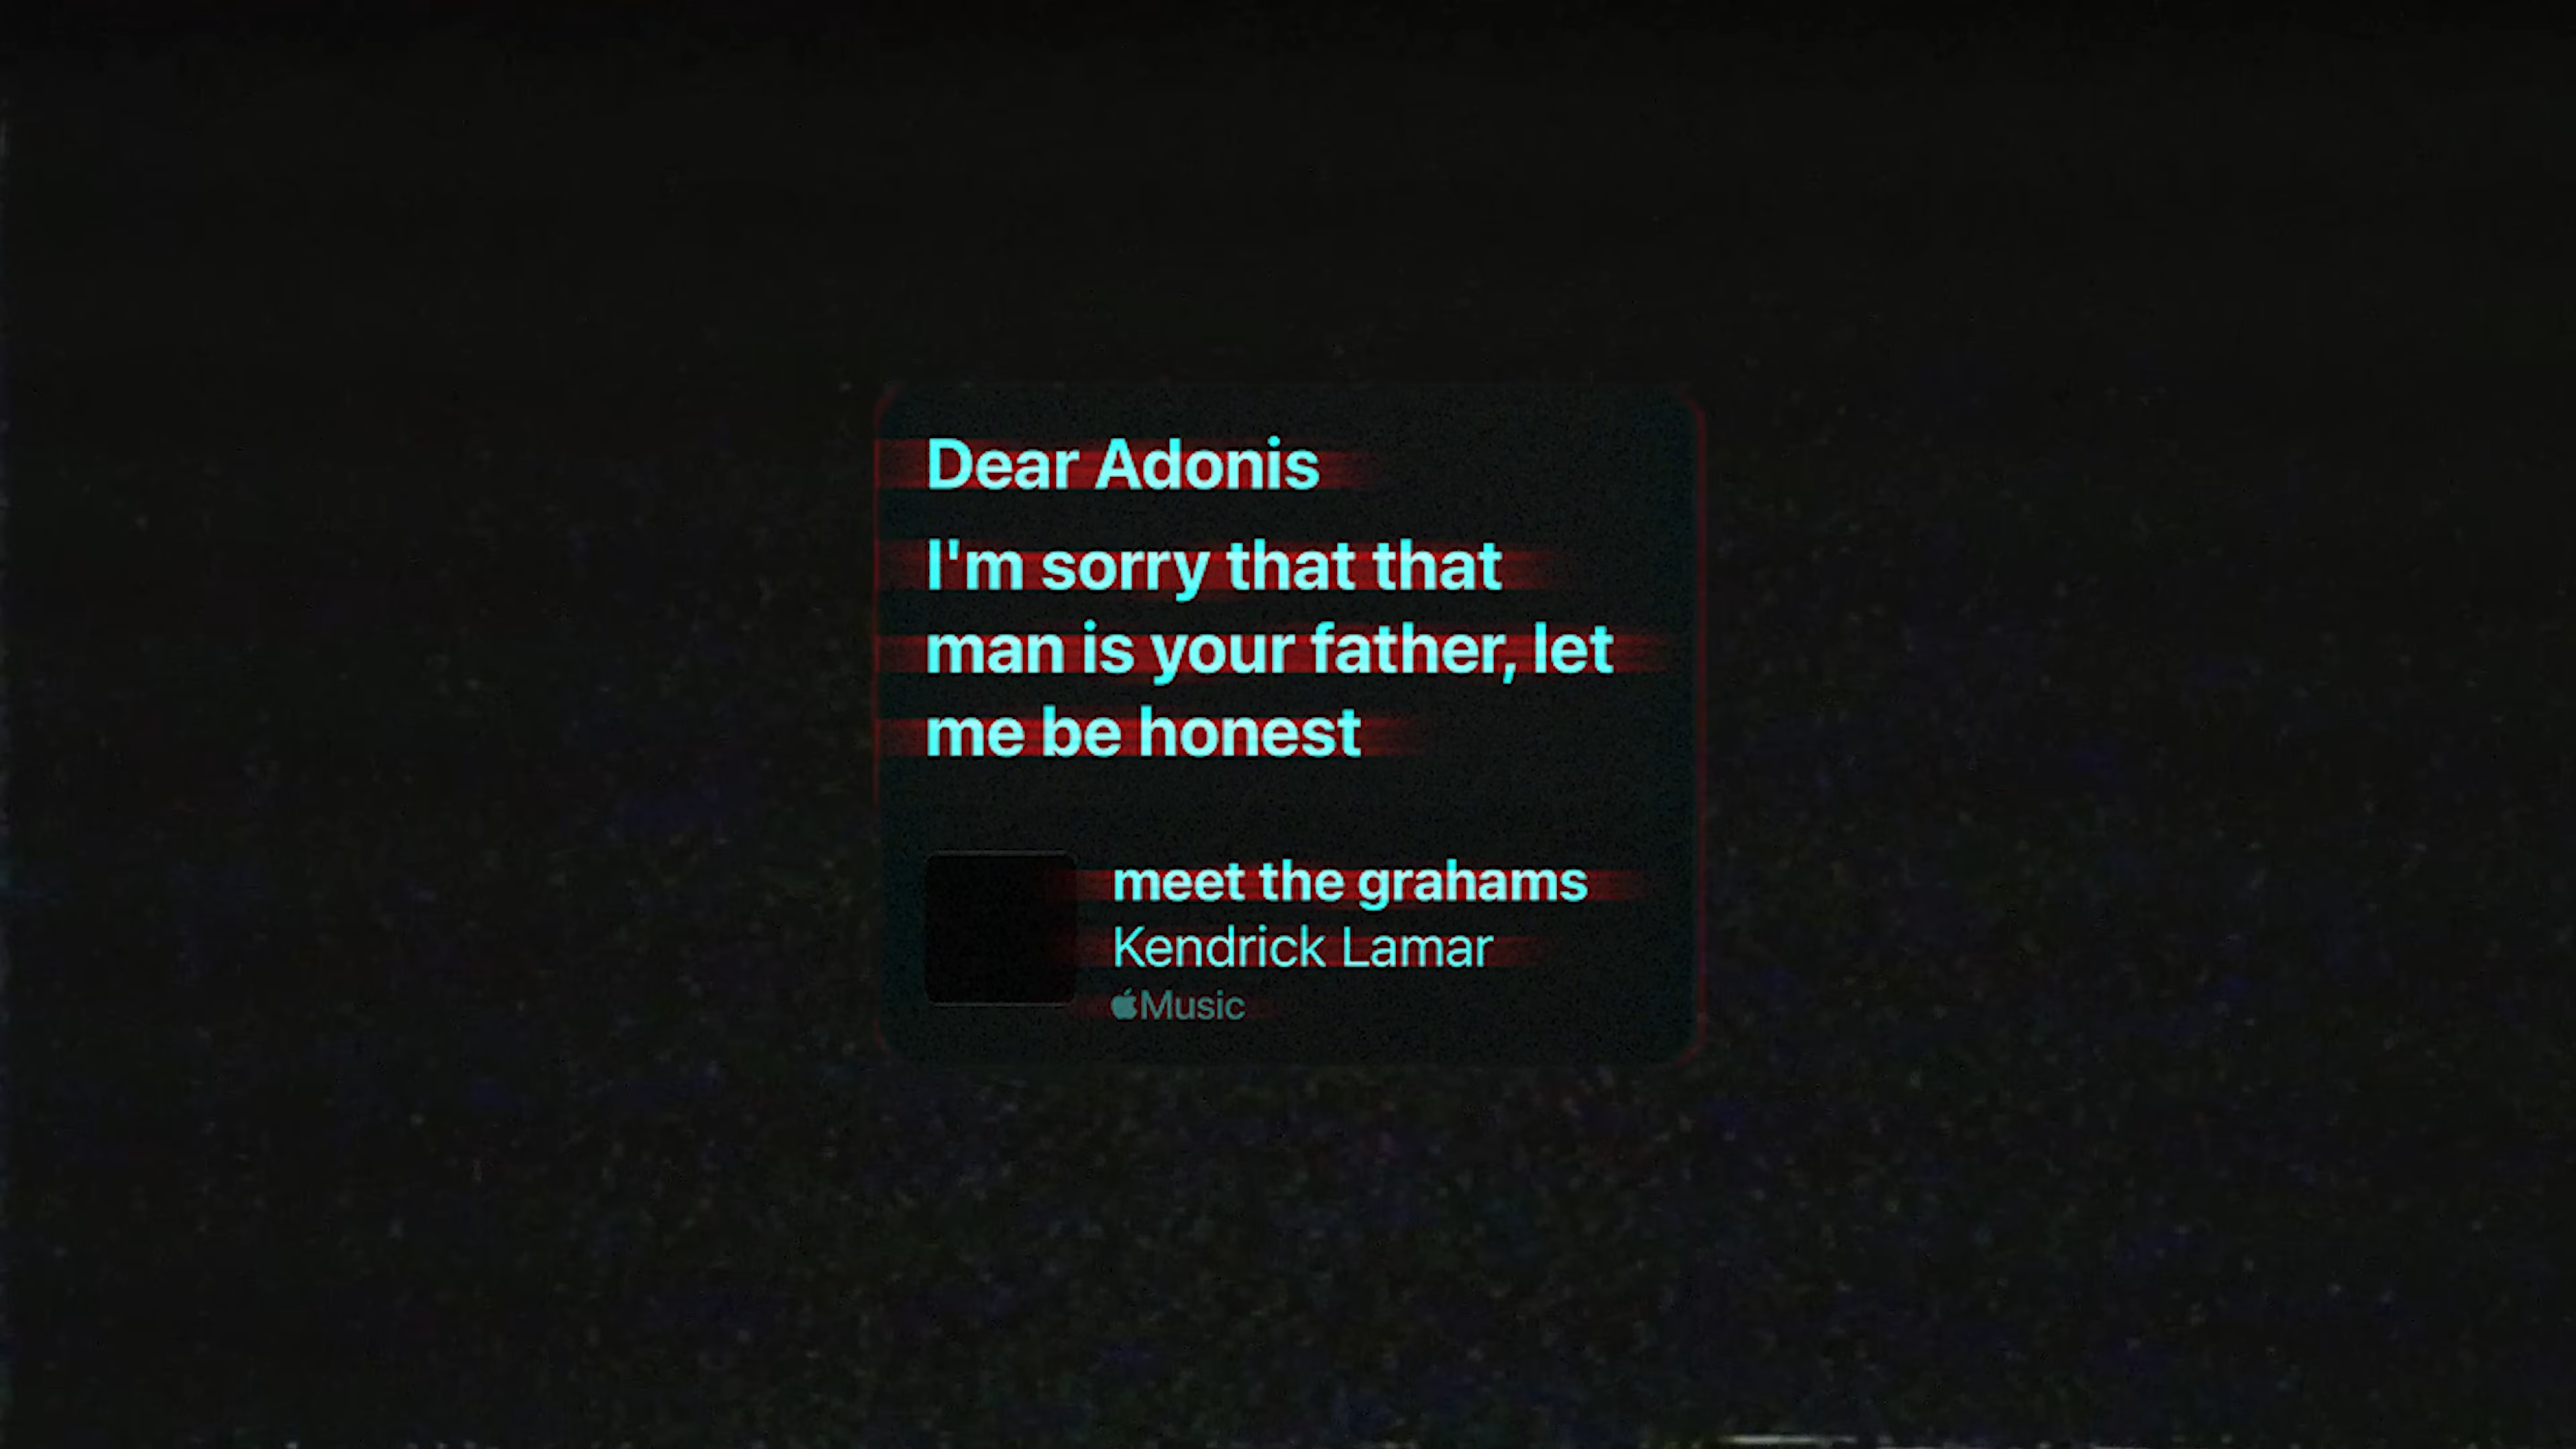 Dear Adonis
I'm sorry that that
man is your father, let
me be honest
meet the grahams
Kendrick Lamar
Music